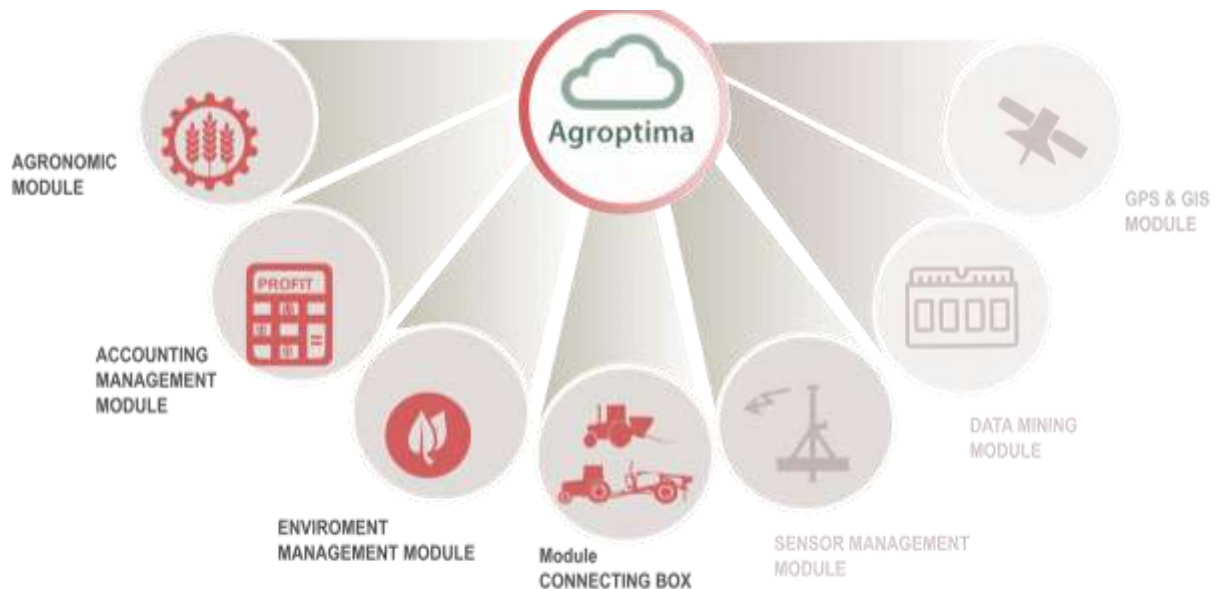 Agroptima
AGRONOMIC
MODULE
GPS & GIS
MODULE
PROFIT
ACCOUNTING
MANAGEMENT
MODULE
DATA MINING
MODULE
ENVIROMENT
MANAGEMENT MODULE
Module
CONNECTING BOX
SENSOR MANAGEMENT
MODULE